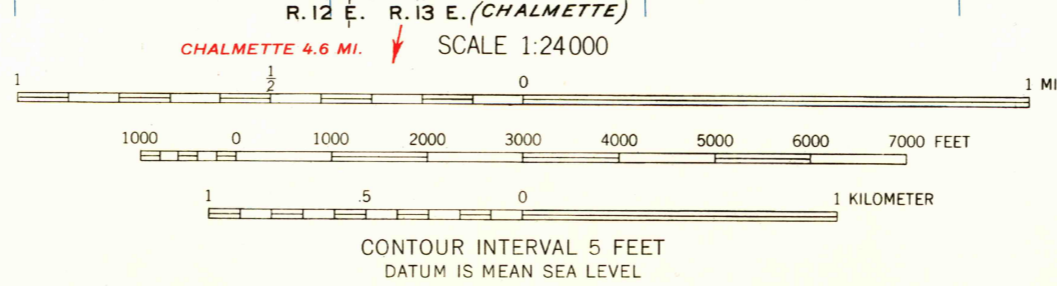 R. 12 E. R. 13 E. (CHALMETTE)
CHALMETTE 4.6 MI. SCALE 1:24 000
1 1/2 0 1 MI
1000 0 1000 2000 3000 4000 5000 6000 7000 FEET
1 .5 0 1 KILOMETER
CONTOUR INTERVAL 5 FEET
DATUM IS MEAN SEA LEVEL